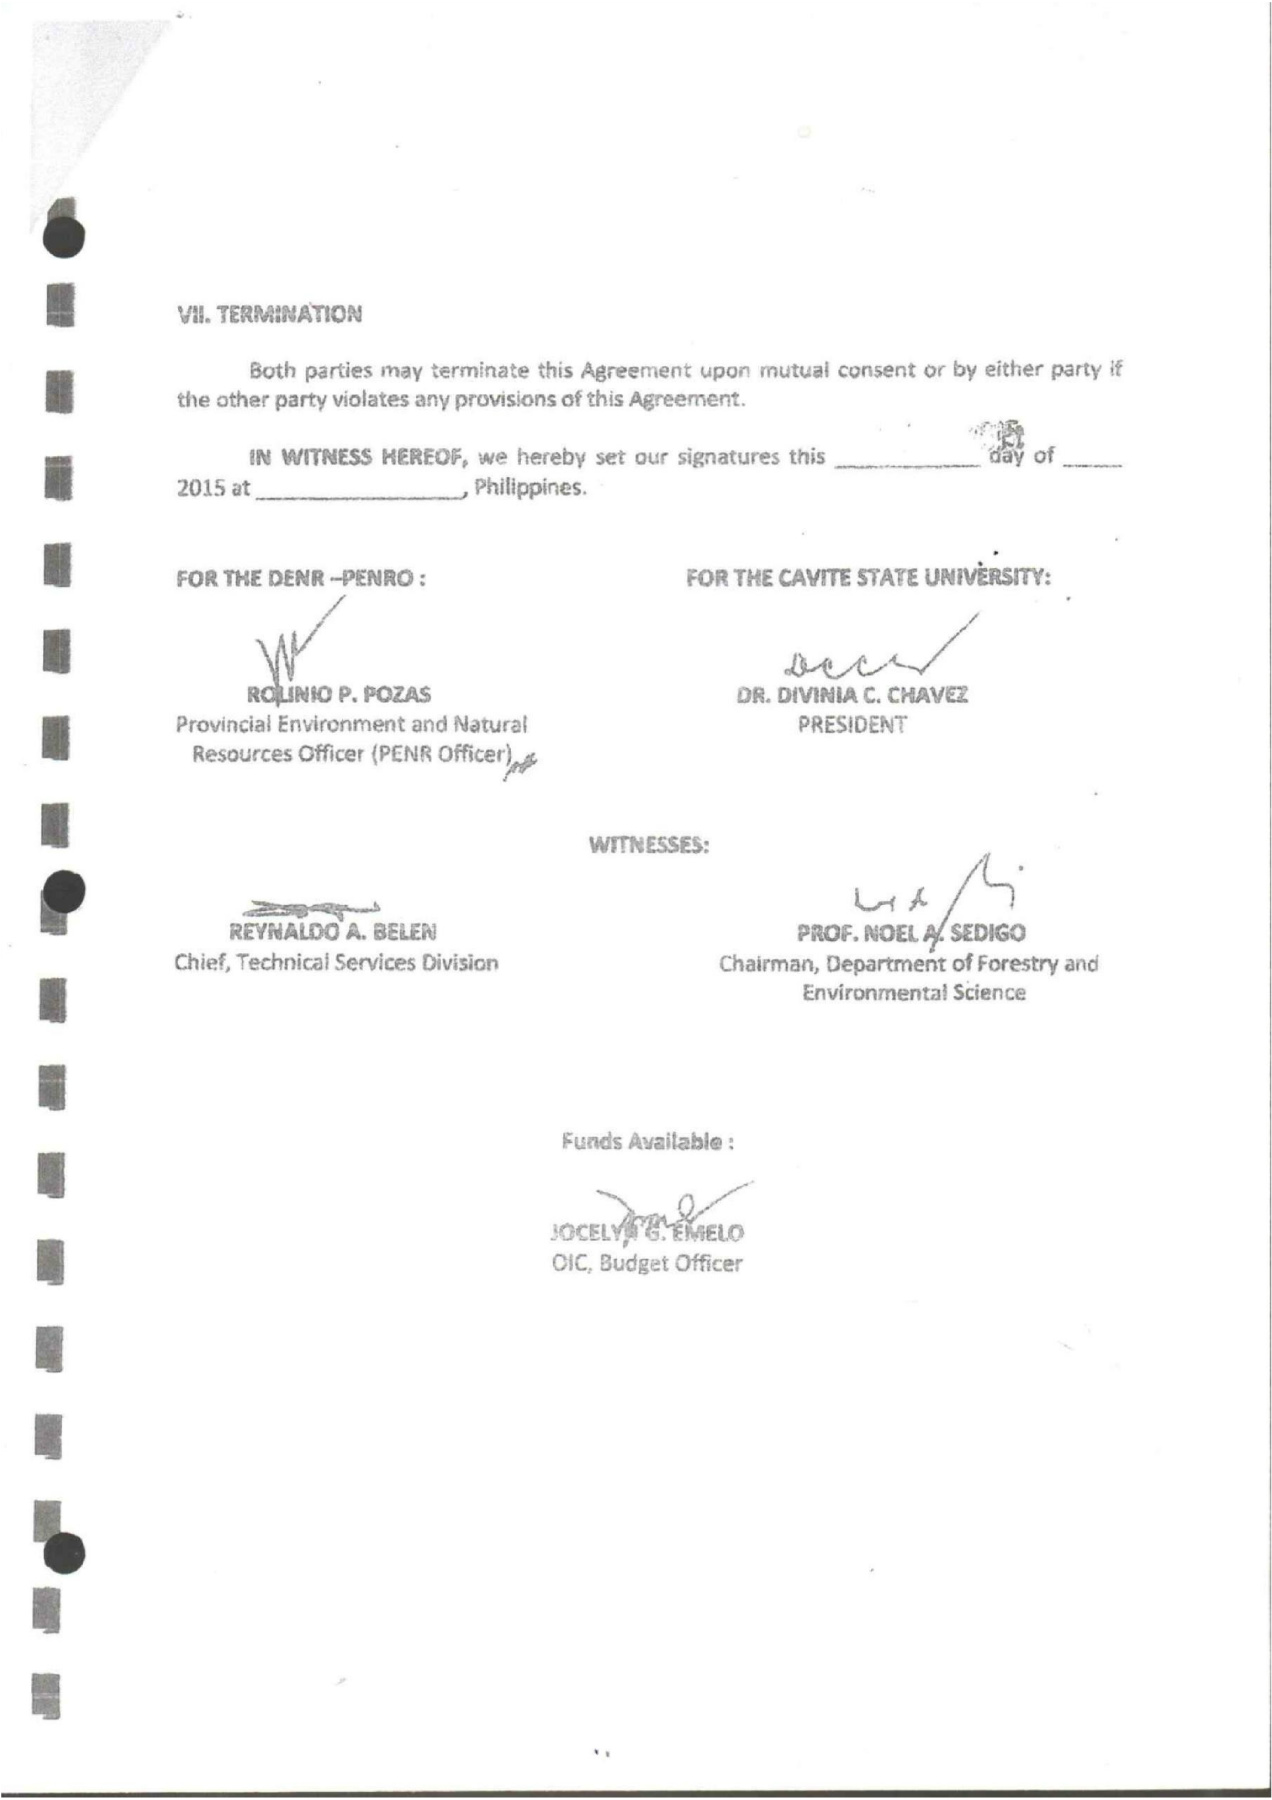 VII. TERMINATION
Both parties may terminate this Agreement upon mutual consent or by either party if
the other party violates any provisions of this Agreement.
IN WITNESS HEREOF, we hereby set our signatures this ____________ day of _____
2015 at _________________, Philippines.
FOR THE DENR –PENRO :
FOR THE CAVITE STATE UNIVERSITY:
ROLINIO P. POZAS
Provincial Environment and Natural
Resources Officer (PENR Officer)
DR. DIVINIA C. CHAVEZ
PRESIDENT
WITNESSES:
REYNALDO A. BELEN
Chief, Technical Services Division
PROF. NOEL A. SEDIGO
Chairman, Department of Forestry and
Environmental Science
Funds Available :
JOCELYN G. EMELO
OIC, Budget Officer